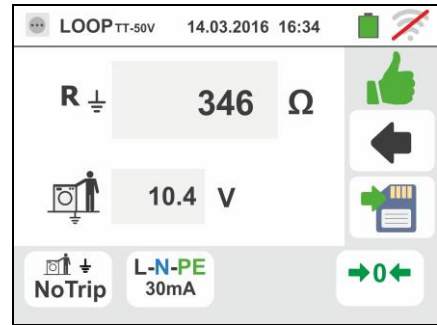 LOOP TT-50V 14.03.2016 16:34
R 346 Ω
10.4 V
NoTrip L-N-PE 30mA →0←